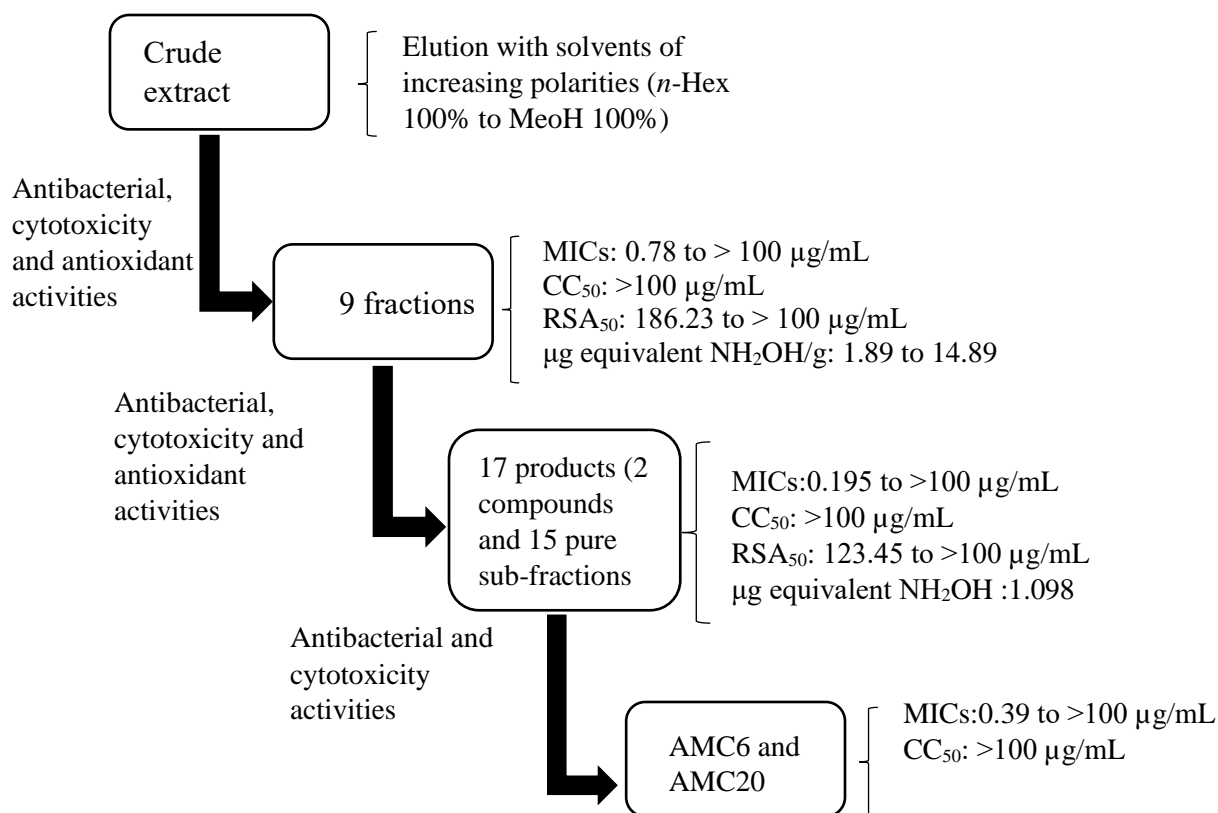 Crude
extract
Elution with solvents of
increasing polarities (n-Hex
100% to MeoH 100%)
Antibacterial,
cytotoxicity
and antioxidant
activities
9 fractions
MICs: 0.78 to > 100 µg/mL
CC₅₀: >100 µg/mL
RSA₅₀: 186.23 to > 100 µg/mL
µg equivalent NH₂OH/g: 1.89 to 14.89
Antibacterial,
cytotoxicity and
antioxidant
activities
17 products (2
compounds
and 15 pure
sub-fractions
MICs:0.195 to >100 µg/mL
CC₅₀: >100 µg/mL
RSA₅₀: 123.45 to >100 µg/mL
µg equivalent NH₂OH :1.098
Antibacterial and
cytotoxicity
activities
AMC6 and
AMC20
MICs:0.39 to >100 µg/mL
CC₅₀: >100 µg/mL